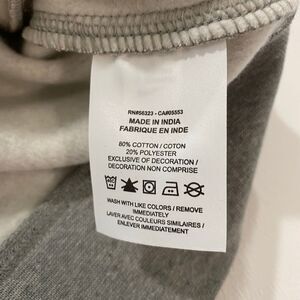 RN#56323 - CA#05553
MADE IN INDIA
FABRIQUE EN INDE
80% COTTON / COTON
20% POLYESTER
EXCLUSIVE OF DECORATION /
DECORATION NON COMPRISE
WASH WITH LIKE COLORS / REMOVE
IMMEDIATELY
LAVER AVEC COULEURS SIMILAIRES /
ENLEVER IMMEDIATEMENT